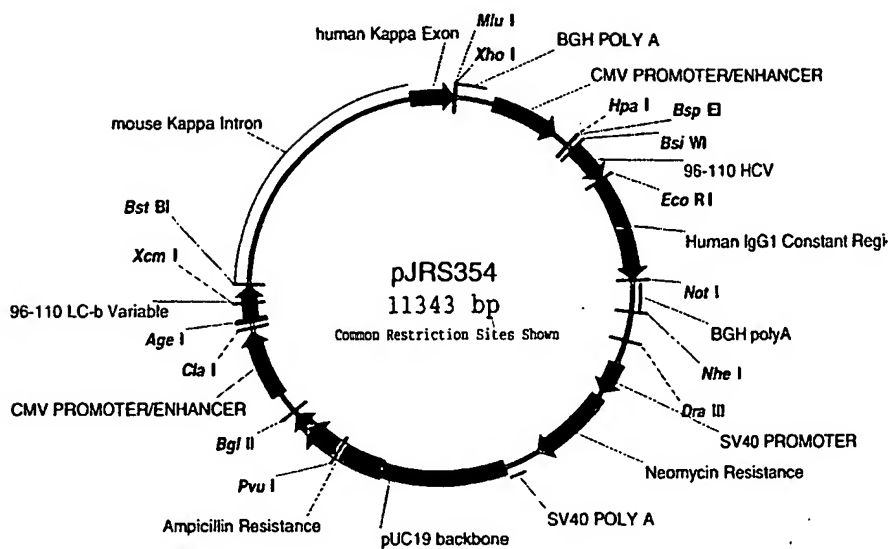 human Kappa Exon
Mlu I
Xho I
BGH POLY A
CMV PROMOTER/ENHANCER
Hpa I
Bsp EI
Bsi WI
96-110 HCV
Eco R I
Human IgG1 Constant Regi
Not I
BGH polyA
Nhe I
Dra III
SV40 PROMOTER
Neomycin Resistance
SV40 POLY A
pUC19 backbone
Ampicillin Resistance
Pvu I
Bgl II
CMV PROMOTER/ENHANCER
Cla I
Age I
96-110 LC-b Variable
Xcm I
Bst BI
mouse Kappa Intron
pJRS354
11343 bp
Common Restriction Sites Shown